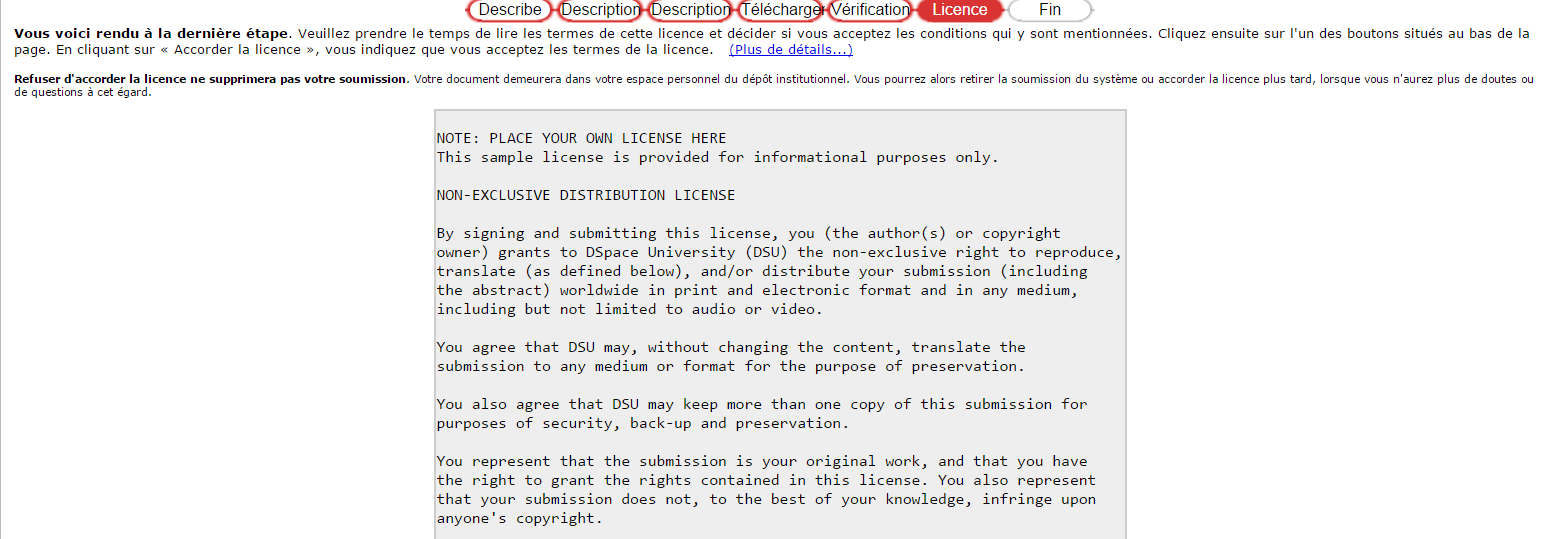 Describe Description Description Télécharger Vérification Licence Fin
Vous voici rendu à la dernière étape. Veuillez prendre le temps de lire les termes de cette licence et décider si vous acceptez les conditions qui y sont mentionnées. Cliquez ensuite sur l'un des boutons situés au bas de la
page. En cliquant sur « Accorder la licence », vous indiquez que vous acceptez les termes de la licence. (Plus de détails...)
Refuser d'accorder la licence ne supprimera pas votre soumission. Votre document demeurera dans votre espace personnel du dépôt institutionnel. Vous pourrez alors retirer la soumission du système ou accorder la licence plus tard, lorsque vous n'aurez plus de doutes ou
de questions à cet égard.
NOTE: PLACE YOUR OWN LICENSE HERE
This sample license is provided for informational purposes only.
NON-EXCLUSIVE DISTRIBUTION LICENSE
By signing and submitting this license, you (the author(s) or copyright
owner) grants to DSpace University (DSU) the non-exclusive right to reproduce,
translate (as defined below), and/or distribute your submission (including
the abstract) worldwide in print and electronic format and in any medium,
including but not limited to audio or video.
You agree that DSU may, without changing the content, translate the
submission to any medium or format for the purpose of preservation.
You also agree that DSU may keep more than one copy of this submission for
purposes of security, back-up and preservation.
You represent that the submission is your original work, and that you have
the right to grant the rights contained in this license. You also represent
that your submission does not, to the best of your knowledge, infringe upon
anyone's copyright.